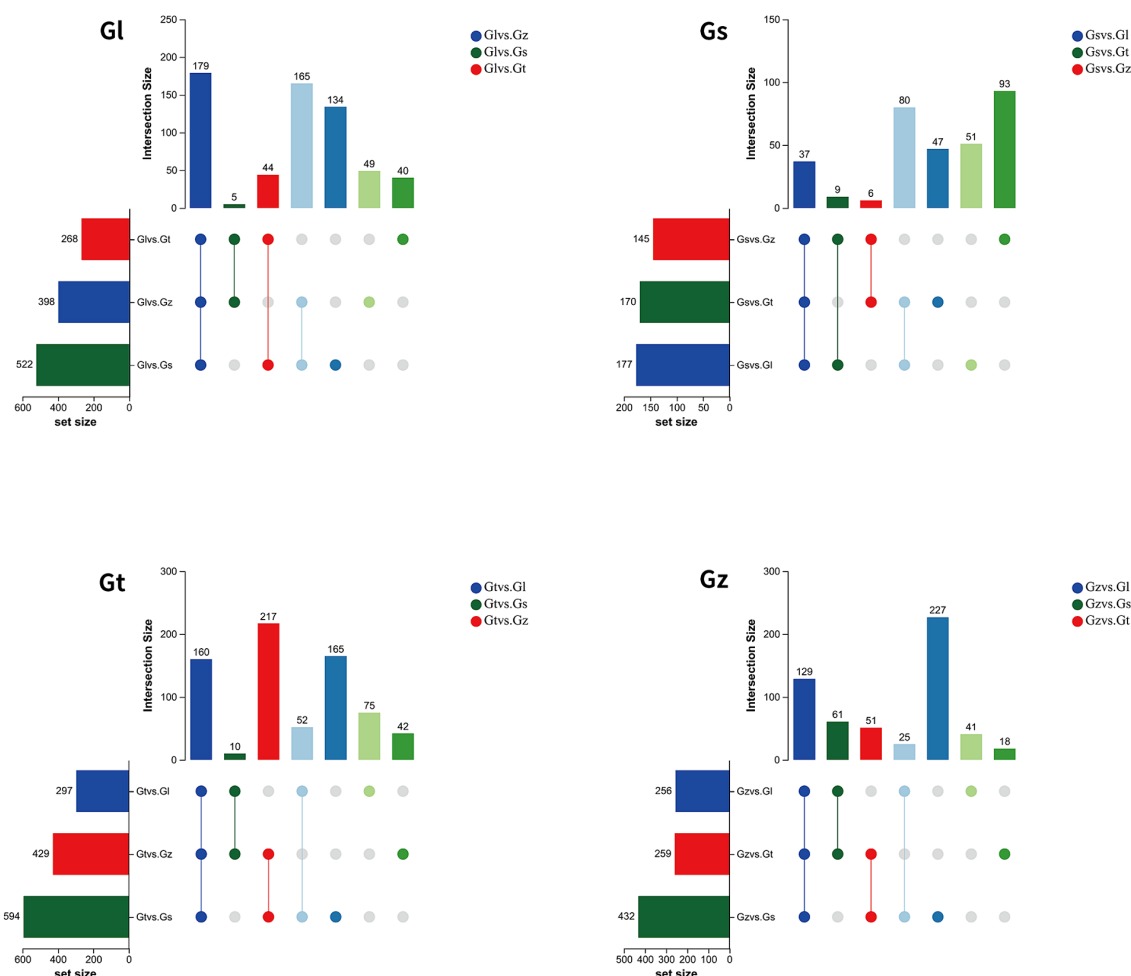 Gl
Intersection Size
250
200
150
100
50
0
179
5
44
165
134
49
40
Glvs.Gz
Glvs.Gs
Glvs.Gt
268
Glvs.Gt
398
Glvs.Gz
522
Glvs.Gs
600 400 200 0
set size
Gs
Intersection Size
150
100
50
0
37
9
6
80
47
51
93
Gsvs.Gl
Gsvs.Gt
Gsvs.Gz
145
Gsvs.Gz
170
Gsvs.Gt
177
Gsvs.Gl
200 150 100 50 0
set size
Gt
Intersection Size
300
200
100
0
160
10
217
52
165
75
42
Gtvs.Gl
Gtvs.Gs
Gtvs.Gz
297
Gtvs.Gl
429
Gtvs.Gz
594
Gtvs.Gs
600 400 200 0
set size
Gz
Intersection Size
300
200
100
0
129
61
51
25
227
41
18
Gzvs.Gl
Gzvs.Gs
Gzvs.Gt
256
Gzvs.Gl
259
Gzvs.Gt
432
Gzvs.Gs
500 400 300 200 100 0
set size